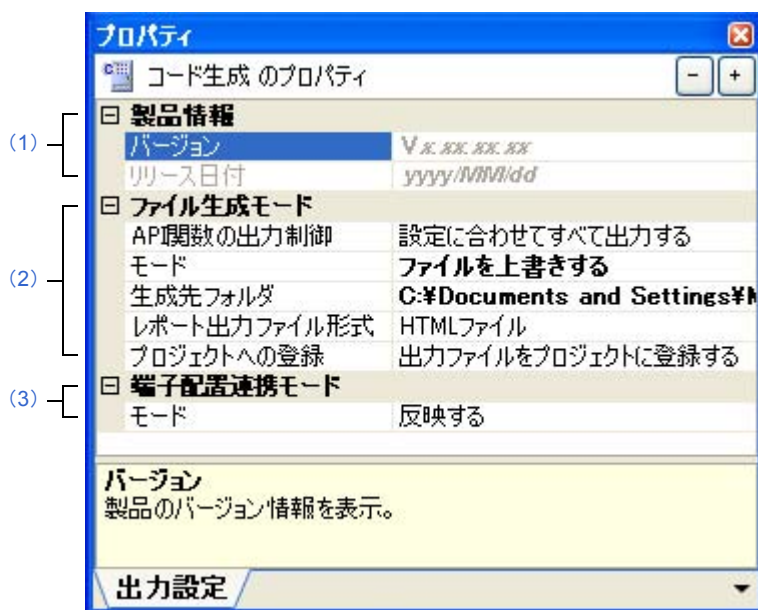 プロパティ
コード生成 のプロパティ
(1)
製品情報
バージョン Vx.xx.xx.xx
リリース日付 yyyy/MM/dd
(2)
ファイル生成モード
API関数の出力制御 設定に合わせてすべて出力する
モード ファイルを上書きする
生成先フォルダ C:¥Documents and Settings¥
レポート出力ファイル形式 HTMLファイル
プロジェクトへの登録 出力ファイルをプロジェクトに登録する
(3)
端子配置連携モード
モード 反映する
バージョン
製品のバージョン情報を表示。
出力設定